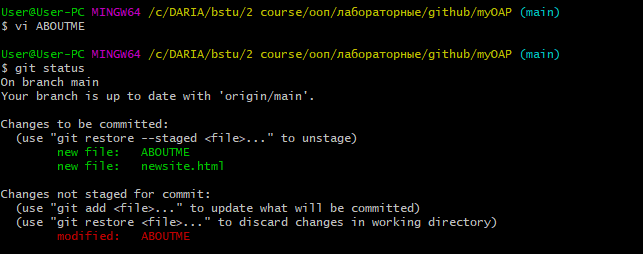 User@User-PC MINGW64 /c/DARIA/bstu/2 course/ооп/лабораторные/github/myOAP (main)
$ vi ABOUTME
User@User-PC MINGW64 /c/DARIA/bstu/2 course/ооп/лабораторные/github/myOAP (main)
$ git status
On branch main
Your branch is up to date with 'origin/main'.
Changes to be committed:
(use "git restore --staged <file>..." to unstage)
new file: ABOUTME
new file: newsite.html
Changes not staged for commit:
(use "git add <file>..." to update what will be committed)
(use "git restore <file>..." to discard changes in working directory)
modified: ABOUTME